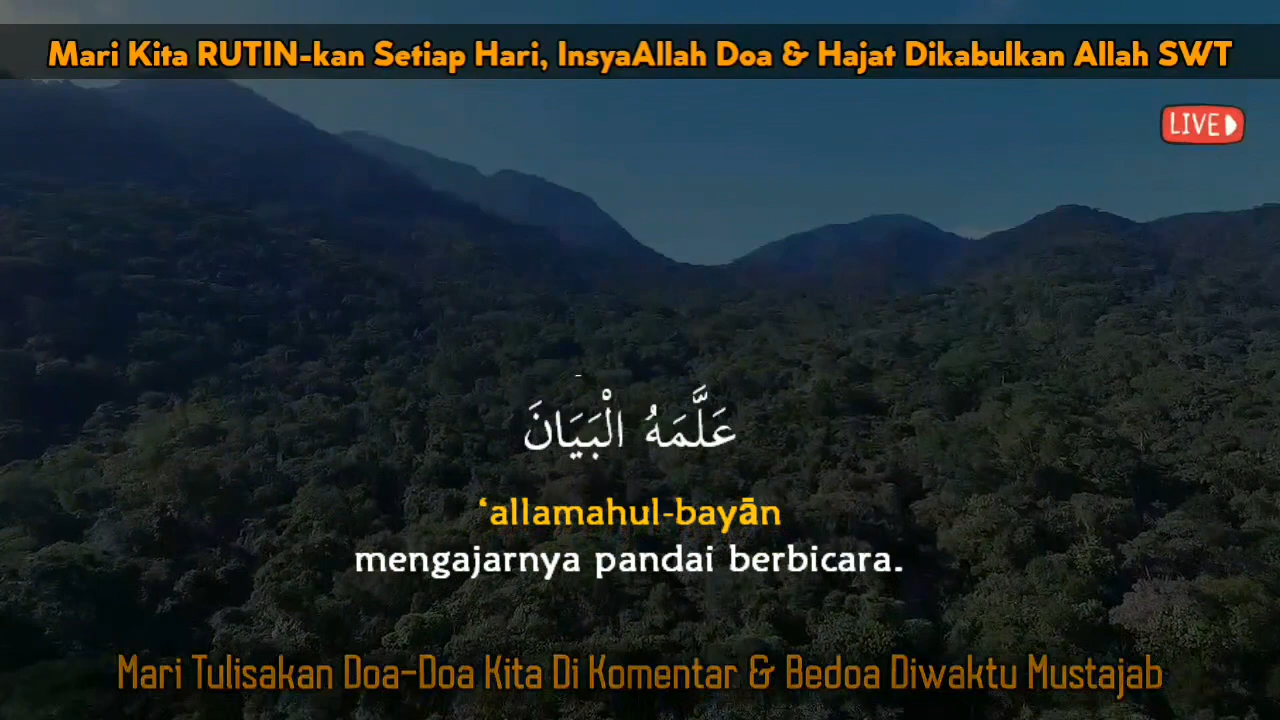 Mari Kita RUTIN-kan Setiap Hari, InsyaAllah Doa & Hajat Dikabulkan Allah SWT
LIVE
عَلَّمَهُ الْبَيَانَ
‘allamahul-bayān
mengajarnya pandai berbicara.
Mari Tulisakan Doa-Doa Kita Di Komentar & Bedoa Diwaktu Mustajab